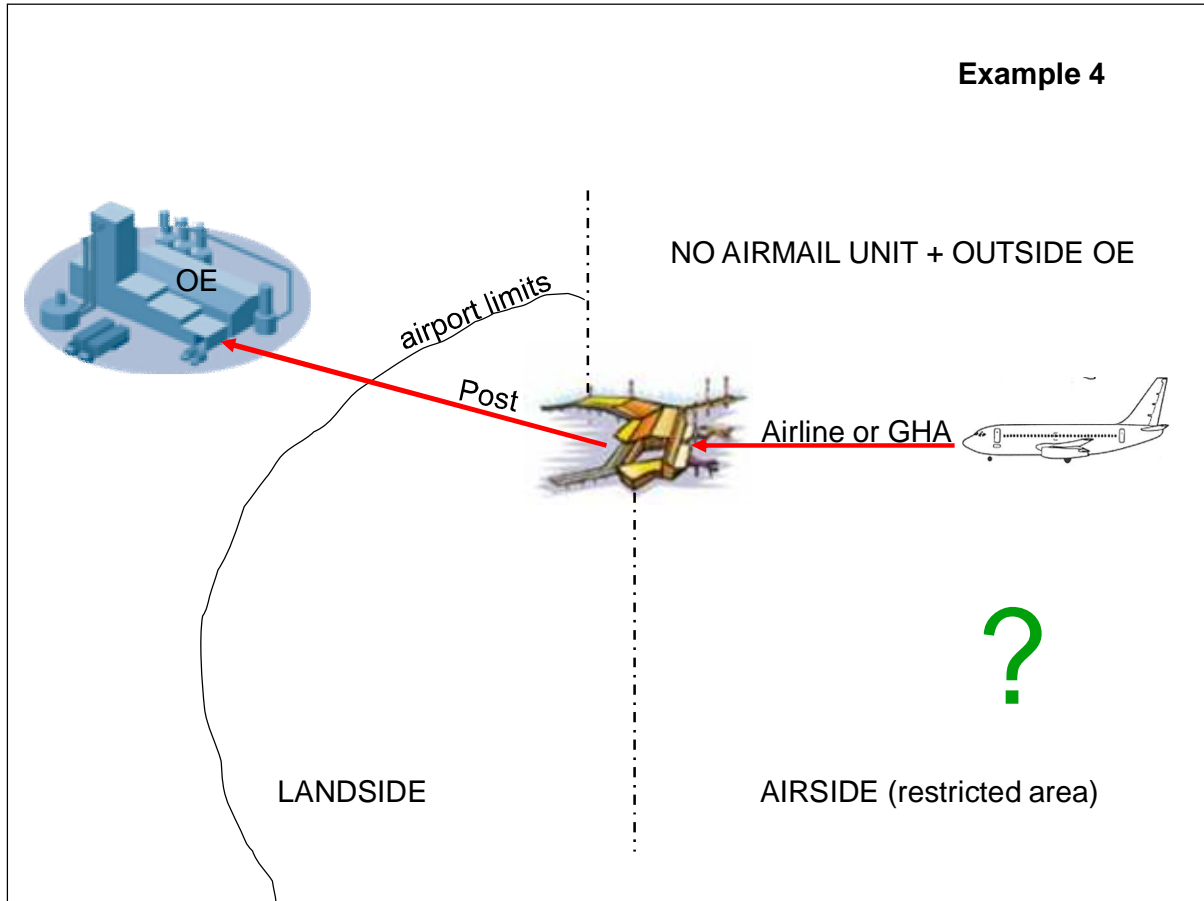 Example 4
NO AIRMAIL UNIT + OUTSIDE OE
OE
airport limits
Post
Airline or GHA
?
LANDSIDE
AIRSIDE (restricted area)